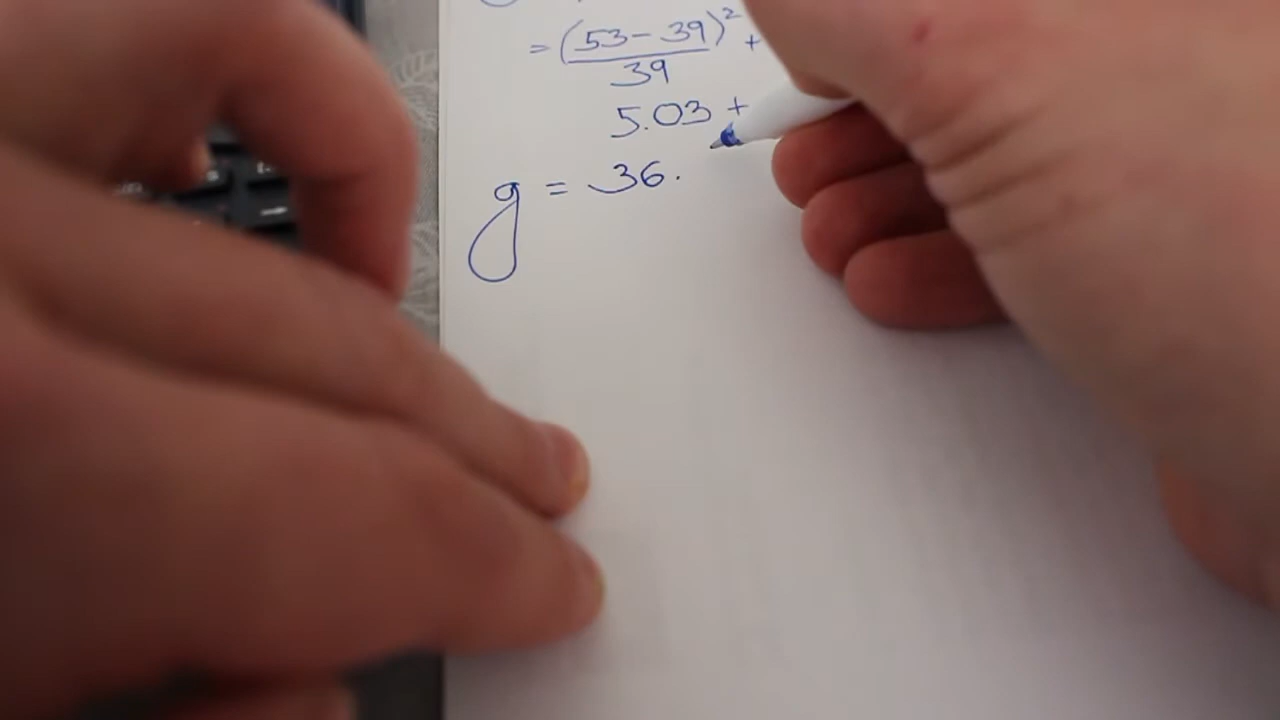 = (53 - 39)² +
39
5.03 +
g = 36.